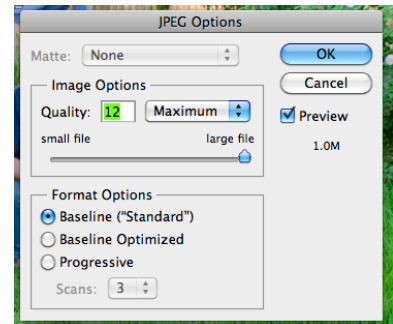 JPEG Options
Matte: None
OK
Image Options
Cancel
Quality: 12 Maximum
Preview
small file large file
1.0M
Format Options
Baseline ("Standard")
Baseline Optimized
Progressive
Scans: 3